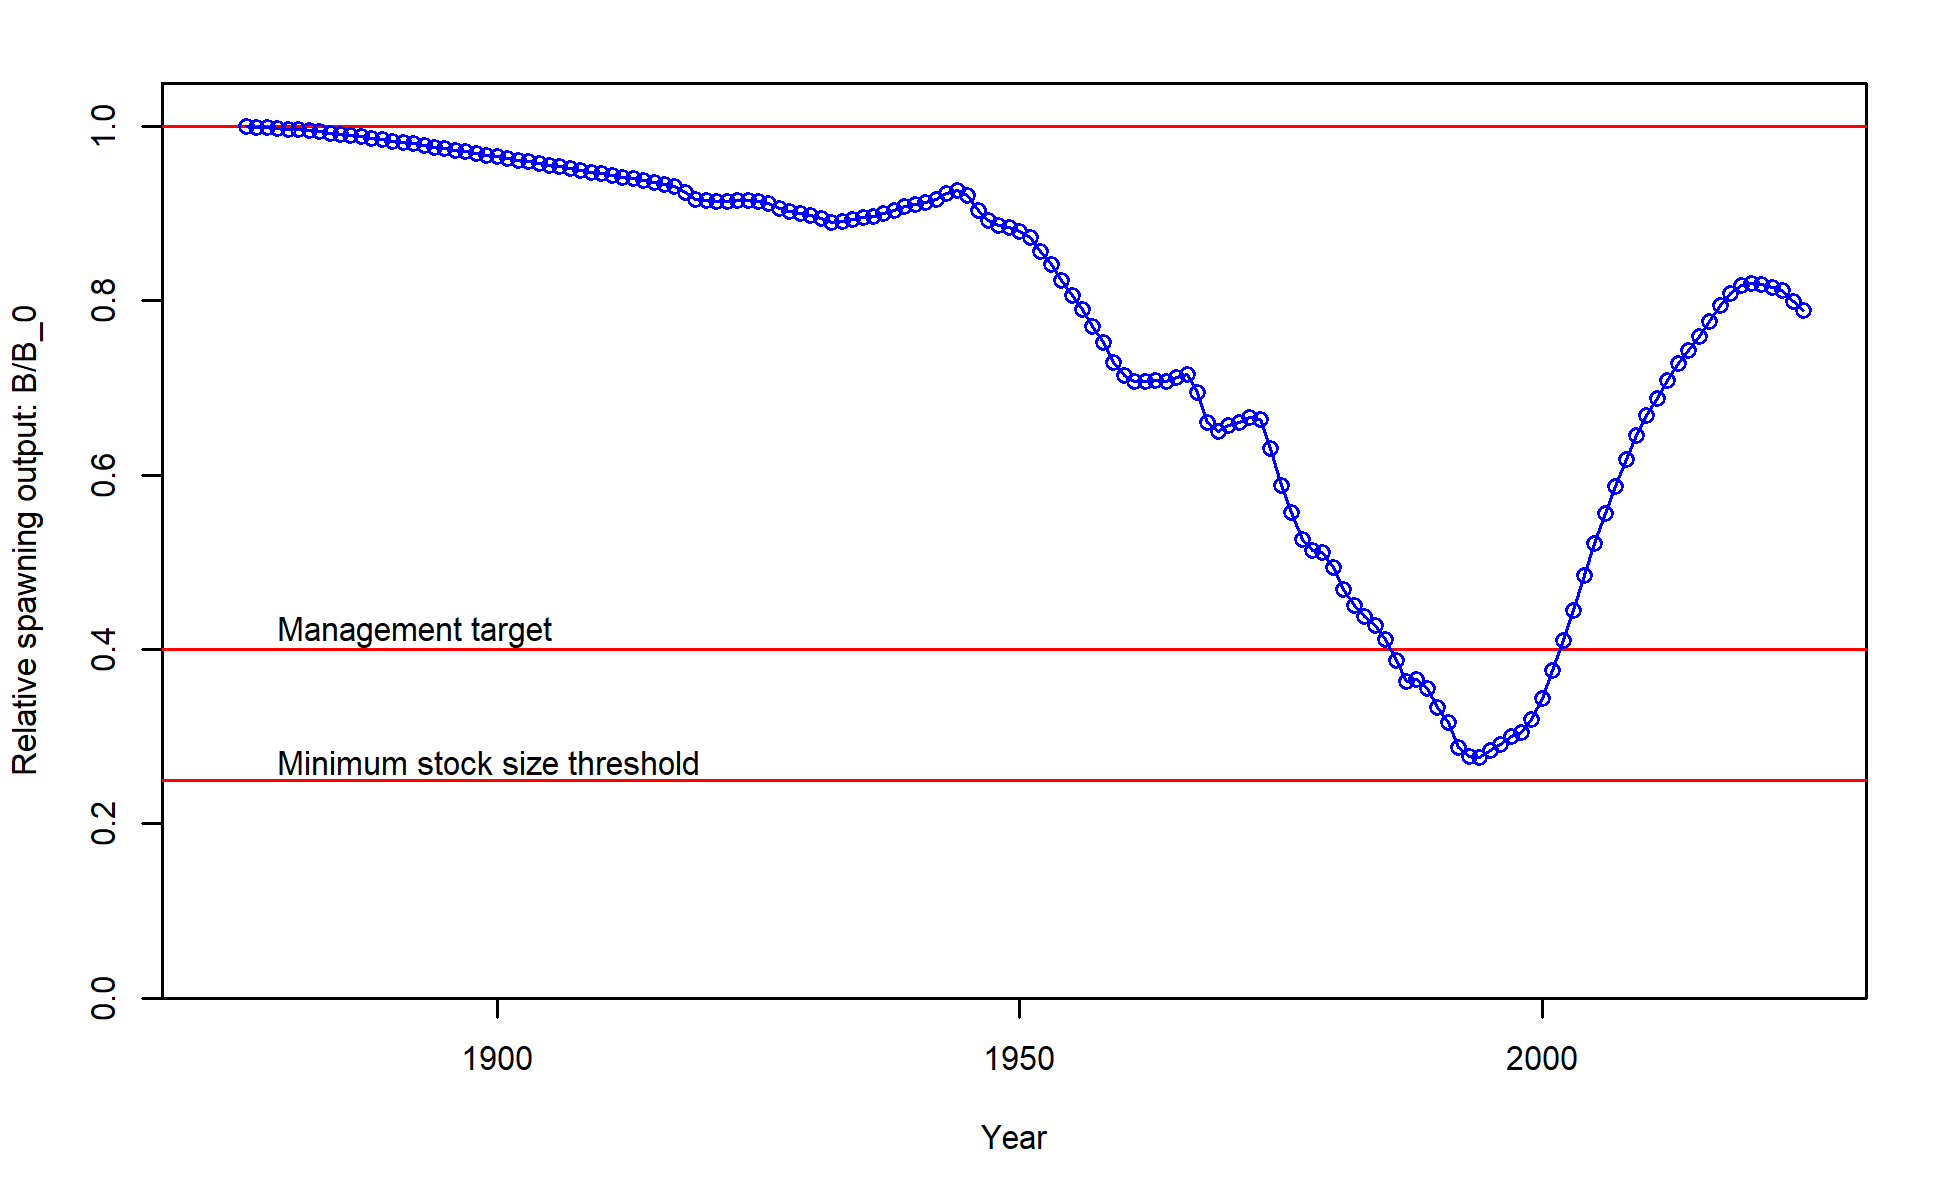 Relative spawning output: B/B_0
1.0
0.8
0.6
0.4
0.2
0.0
Management target
Minimum stock size threshold
1900
1950
2000
Year